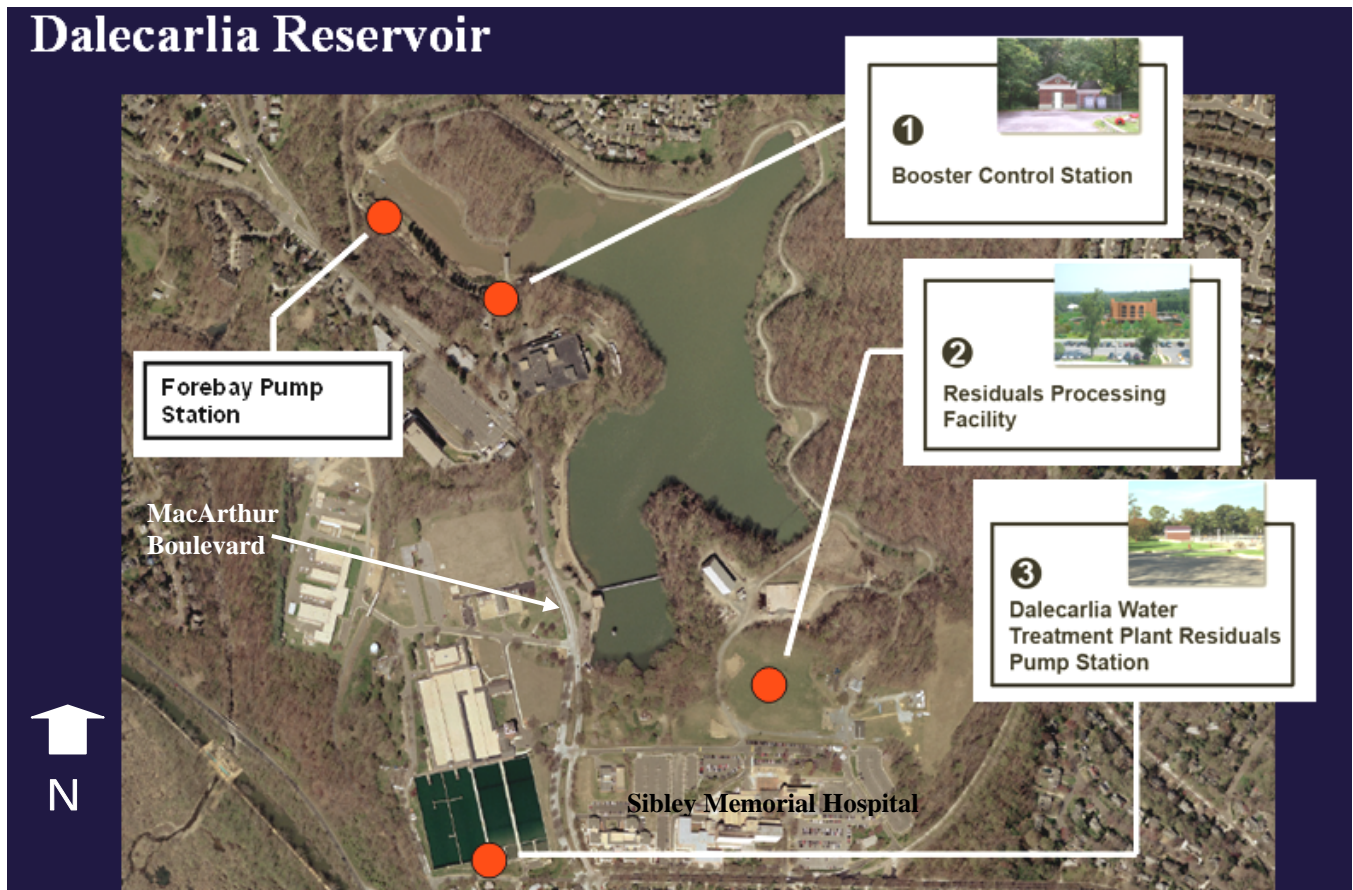 Dalecarlia Reservoir
1
Booster Control Station
2
Residuals Processing
Facility
Forebay Pump
Station
MacArthur
Boulevard
3
Dalecarlia Water
Treatment Plant Residuals
Pump Station
N
Sibley Memorial Hospital